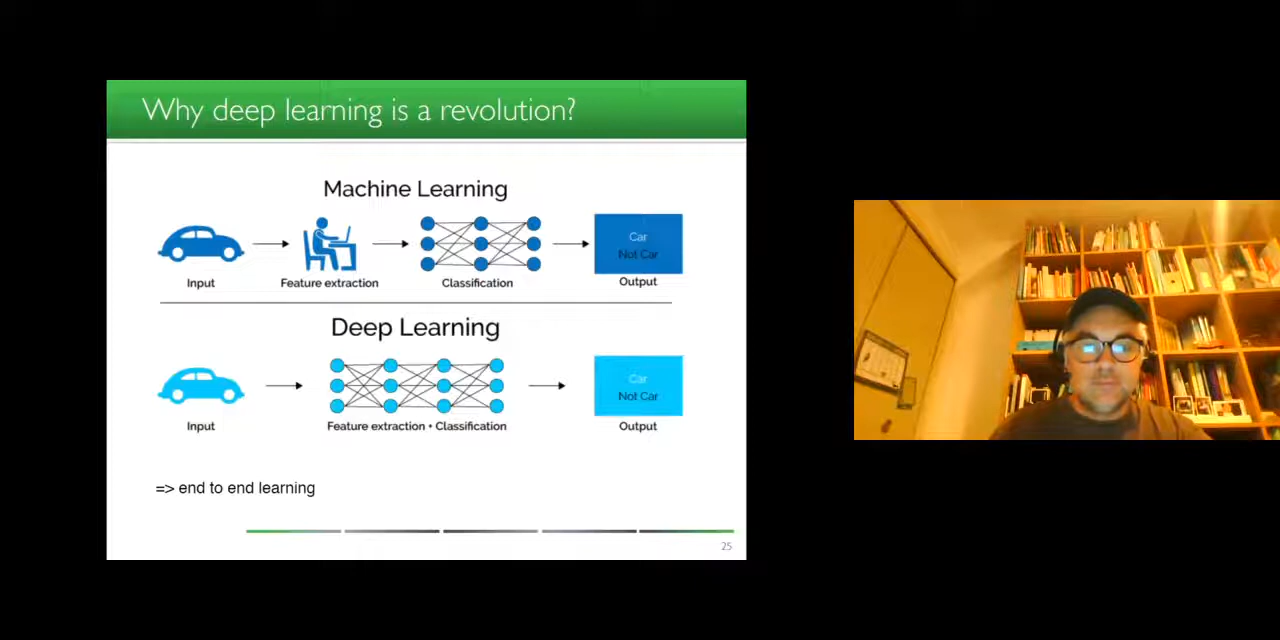 Why deep learning is a revolution?
Machine Learning
Car
Not Car
Input
Feature extraction
Classification
Output
Deep Learning
Car
Not Car
Input
Feature extraction + Classification
Output
=> end to end learning
25